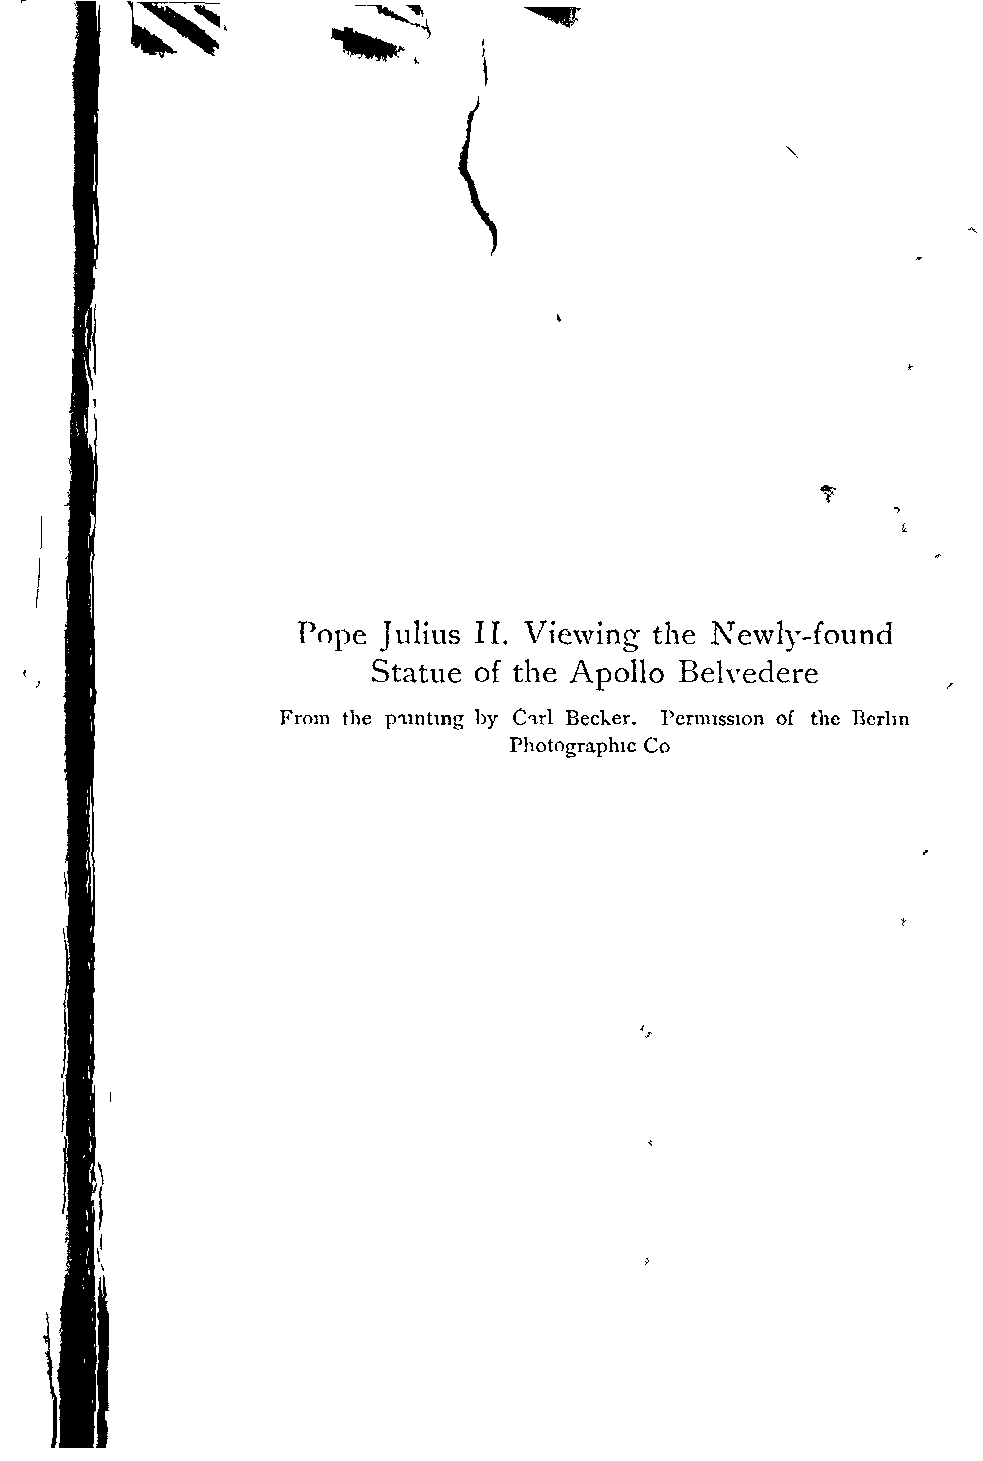 Pope Julius II. Viewing the Newly-found
Statue of the Apollo Belvedere
From the painting by Carl Becker. Permission of the Berlin
Photographic Co